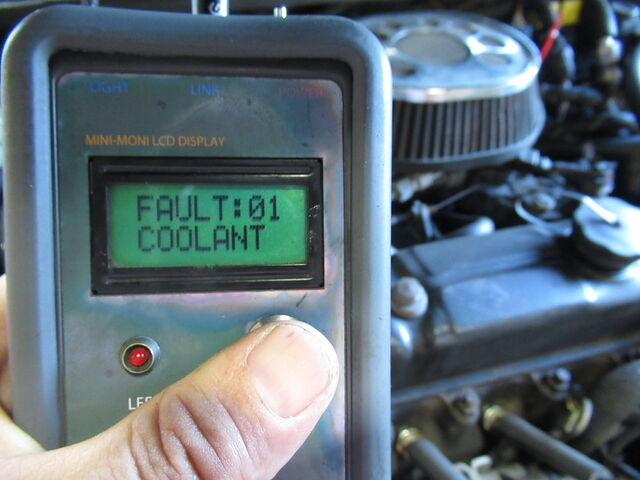 LIGHT LINK POWER
MINI-MONI LCD DISPLAY
FAULT:01
COOLANT